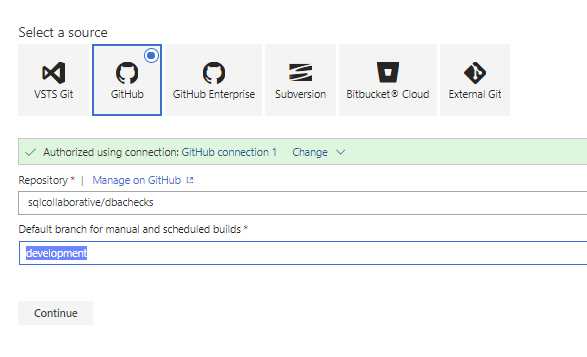 Select a source
VSTS Git GitHub GitHub Enterprise Subversion Bitbucket® Cloud External Git
Authorized using connection: GitHub connection 1 Change
Repository * | Manage on GitHub
sqlcollaborative/dbachecks
Default branch for manual and scheduled builds *
development
Continue